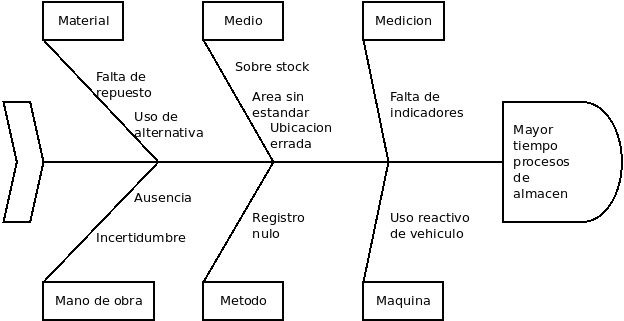 Material
Medio
Medicion
Falta de
repuesto
Uso de
alternativa
Sobre stock
Area sin
estandar
Ubicacion
errada
Falta de
indicadores
Mayor
tiempo
procesos
de
almacen
Ausencia
Incertidumbre
Registro
nulo
Uso reactivo
de vehiculo
Mano de obra
Metodo
Maquina